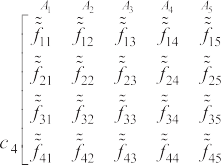 A₁ A₂ A₃ A₄ A₅
f̃̃₁₁ f̃̃₁₂ f̃̃₁₃ f̃̃₁₄ f̃̃₁₅
f̃̃₂₁ f̃̃₂₂ f̃̃₂₃ f̃̃₂₄ f̃̃₂₅
f̃̃₃₁ f̃̃₃₂ f̃̃₃₃ f̃̃₃₄ f̃̃₃₅
c₄ f̃̃₄₁ f̃̃₄₂ f̃̃₄₃ f̃̃₄₄ f̃̃₄₅